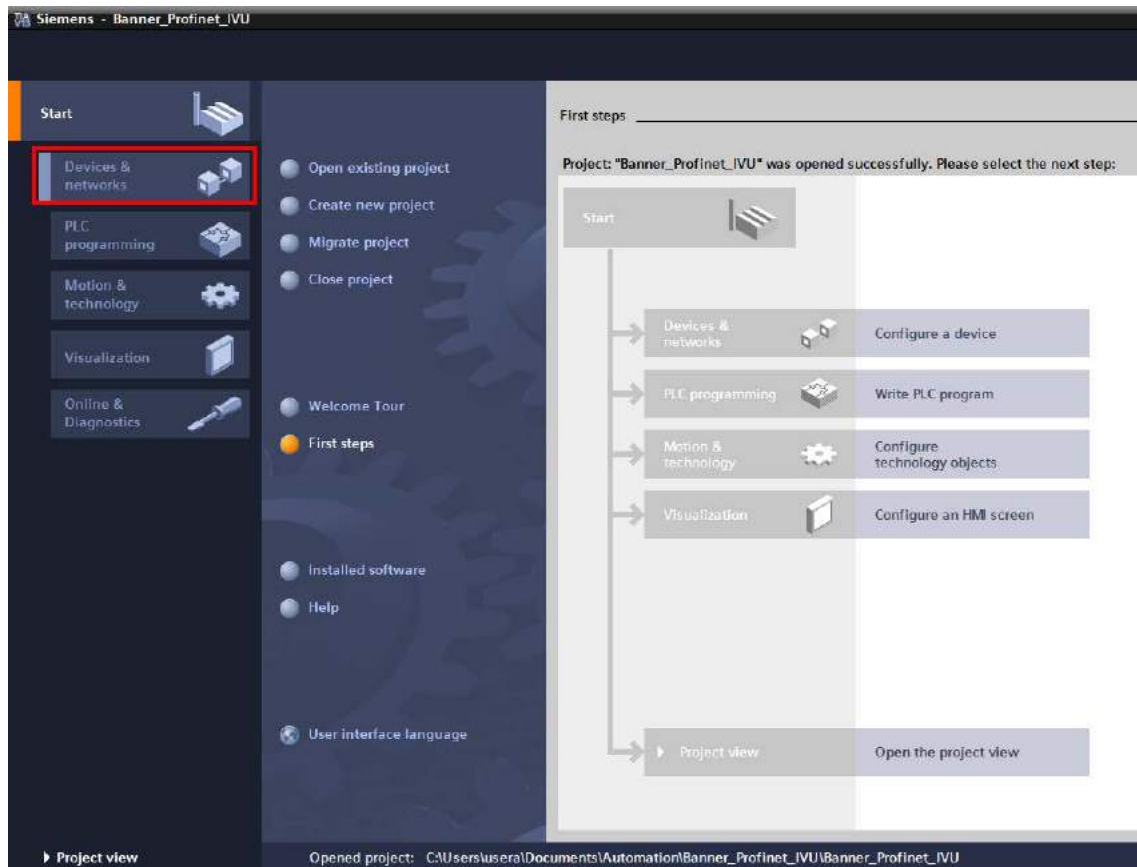 Siemens - Banner_Profinet_IVU
Start
Devices &
networks
PLC
programming
Motion &
technology
Visualization
Online &
Diagnostics
Project view
Open existing project
Create new project
Migrate project
Close project
Welcome Tour
First steps
Installed software
Help
User interface language
First steps
Project: "Banner_Profinet_IVU" was opened successfully. Please select the next step:
Start
Devices &
networks
Configure a device
PLC programming
Write PLC program
Motion &
technology
Configure
technology objects
Visualization
Configure an HMI screen
Project view
Open the project view
Opened project: C:\Users\usera\Documents\Automation\Banner_Profinet_IVU\Banner_Profinet_IVU